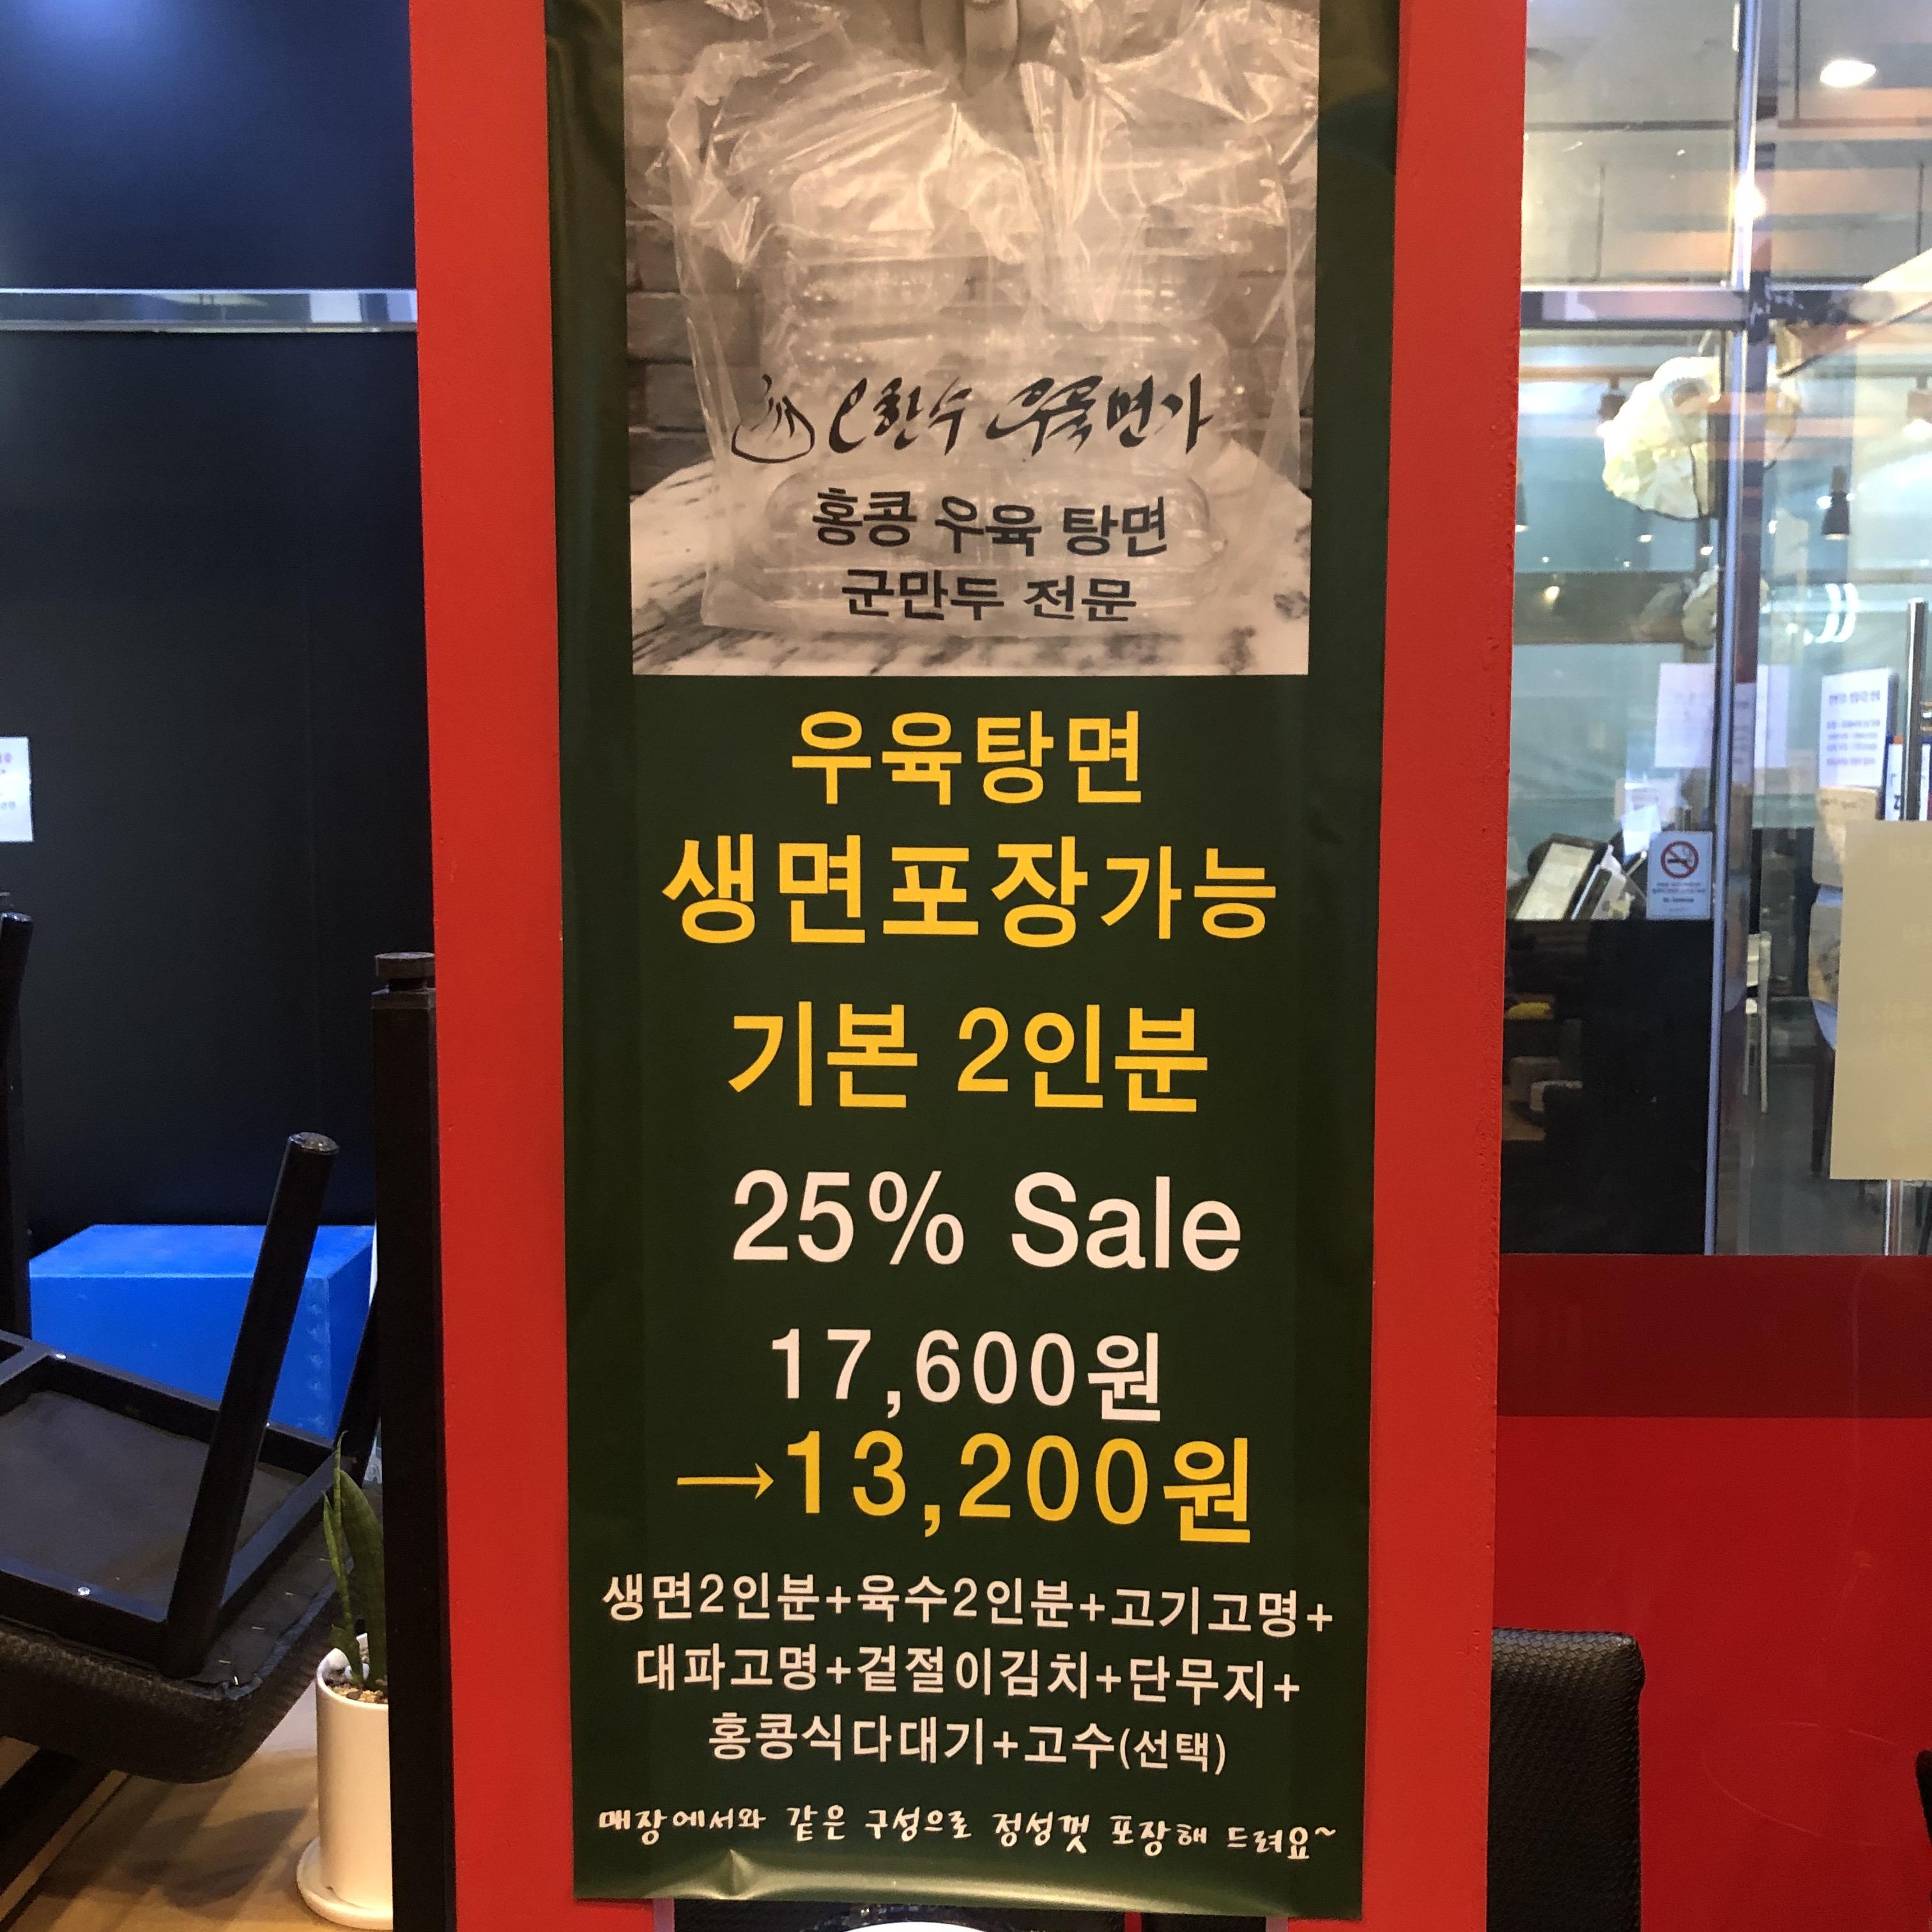 한수 우육면가
홍콩 우육 탕면
군만두 전문
우육탕면
생면포장가능
기본 2인분
25% Sale
17,600원
→13,200원
생면2인분+육수2인분+고기고명+
대파고명+겉절이김치+단무지+
홍콩식다대기+고수(선택)
매장에서와 같은 구성으로 정성껏 포장해 드려요~